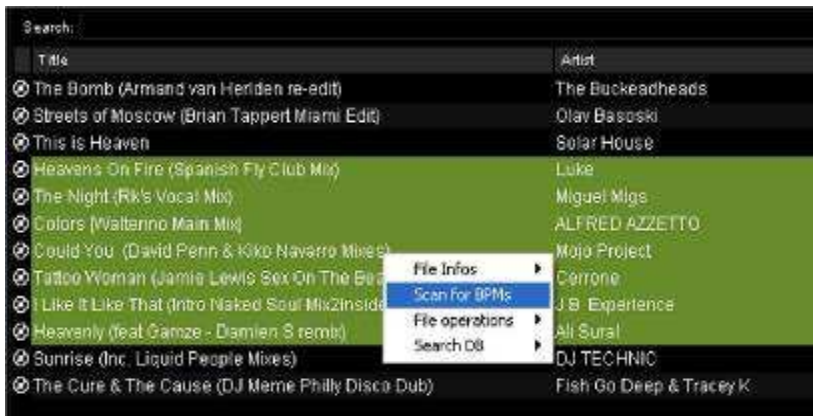 Search:
Title Artist
The Bomb (Armand van Herlden re-edit) The Buckeadheads
Streets of Moscow (Brian Tappert Miami Edit) Olav Basoski
This is Heaven Solar House
Heavens On Fire (Spanish Fly Club Mix) Luke
The Night (Rk's Vocal Mix) Miguel Migs
Colors (Walterino Main Mix) ALFRED AZZETTO
Could You (David Penn & Kiko Navarro Mixes) Mojo Project
Tattoo Woman (Jamie Lewis Sex On The Bea Cerrone
I Like It Like That (Intro Naked Soul Mix2inside J.B. Experience
Heavenly (feat Gamze - Damien S remix) Ali Sural
Sunrise (Inc. Liquid People Mixes) DJ TECHNIC
The Cure & The Cause (DJ Meme Philly Disco Dub) Fish Go Deep & Tracey K
File Infos
Scan for BPMs
File operations
Search DB